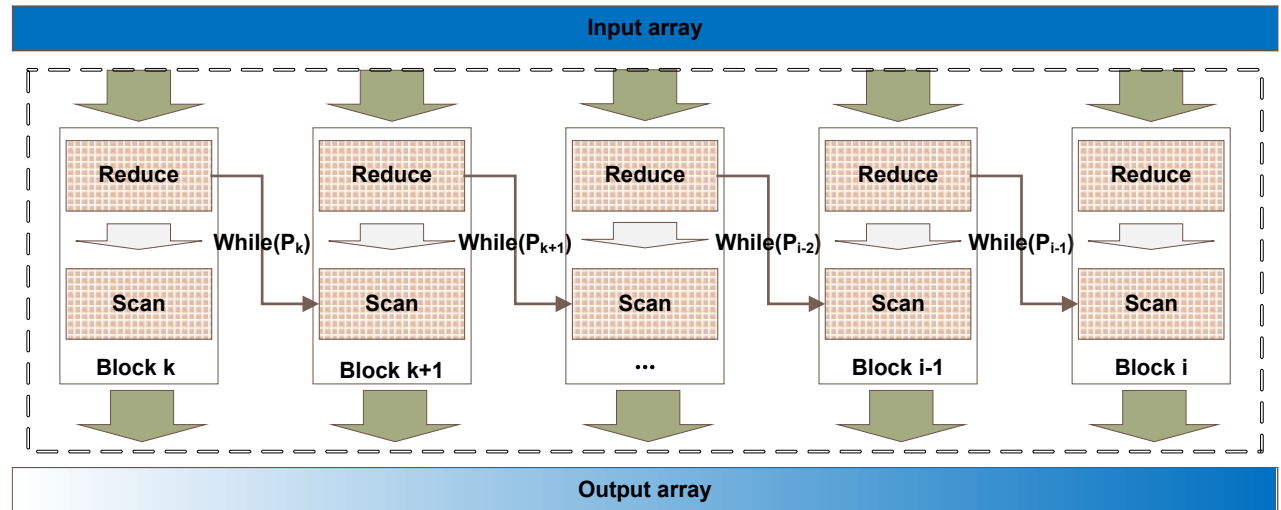 Input array
Reduce Reduce Reduce Reduce Reduce
While(Pₖ) While(Pₖ₊₁) While(Pᵢ₋₂) While(Pᵢ₋₁)
Scan Scan Scan Scan Scan
Block k Block k+1 ... Block i-1 Block i
Output array